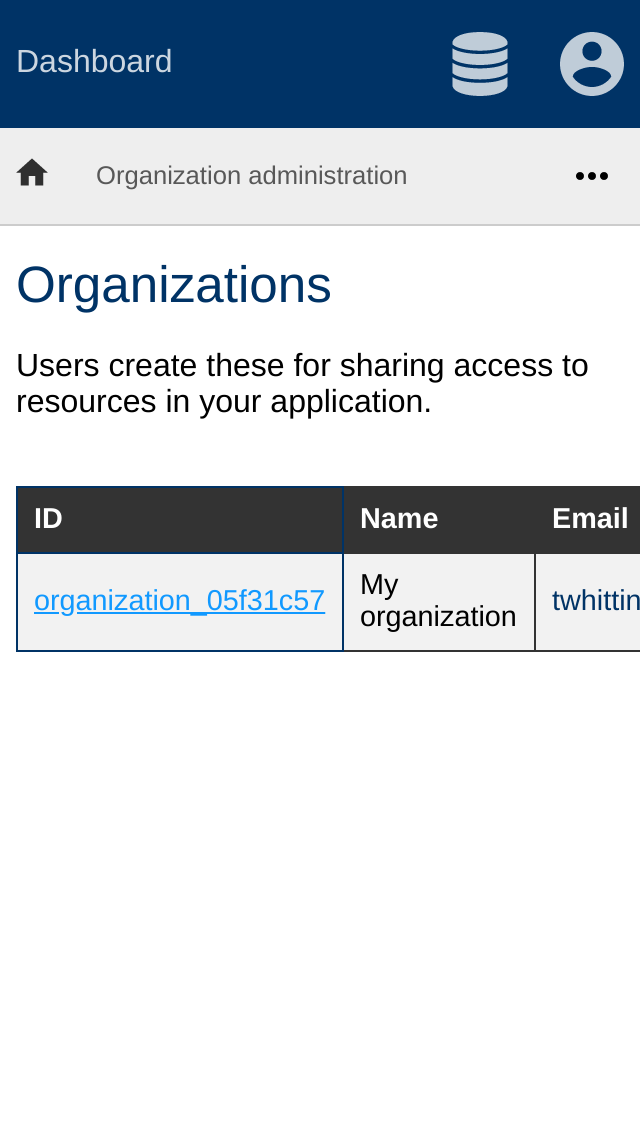 Dashboard
Organization administration
Organizations
Users create these for sharing access to
resources in your application.
ID Name Email
organization_05f31c57 My organization twhittin